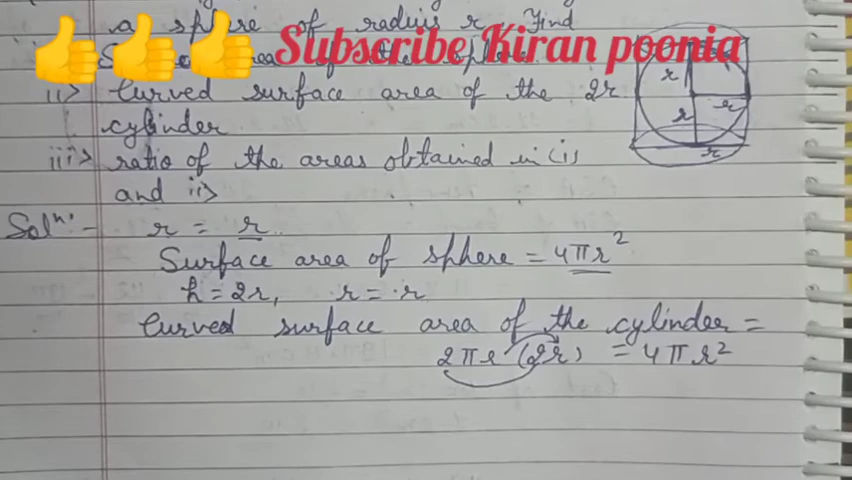 a sphere of radius r Find
Subscribe Kiran poonia
ii> Curved surface area of the 2r
cylinder
iii> ratio of the areas obtained in (i)
and ii>
Solⁿ:- r = r.
Surface area of sphere = 4πr²
h = 2r, r = r
Curved surface area of the cylinder =
2πr (2r) = 4πr²
r
r
r
r